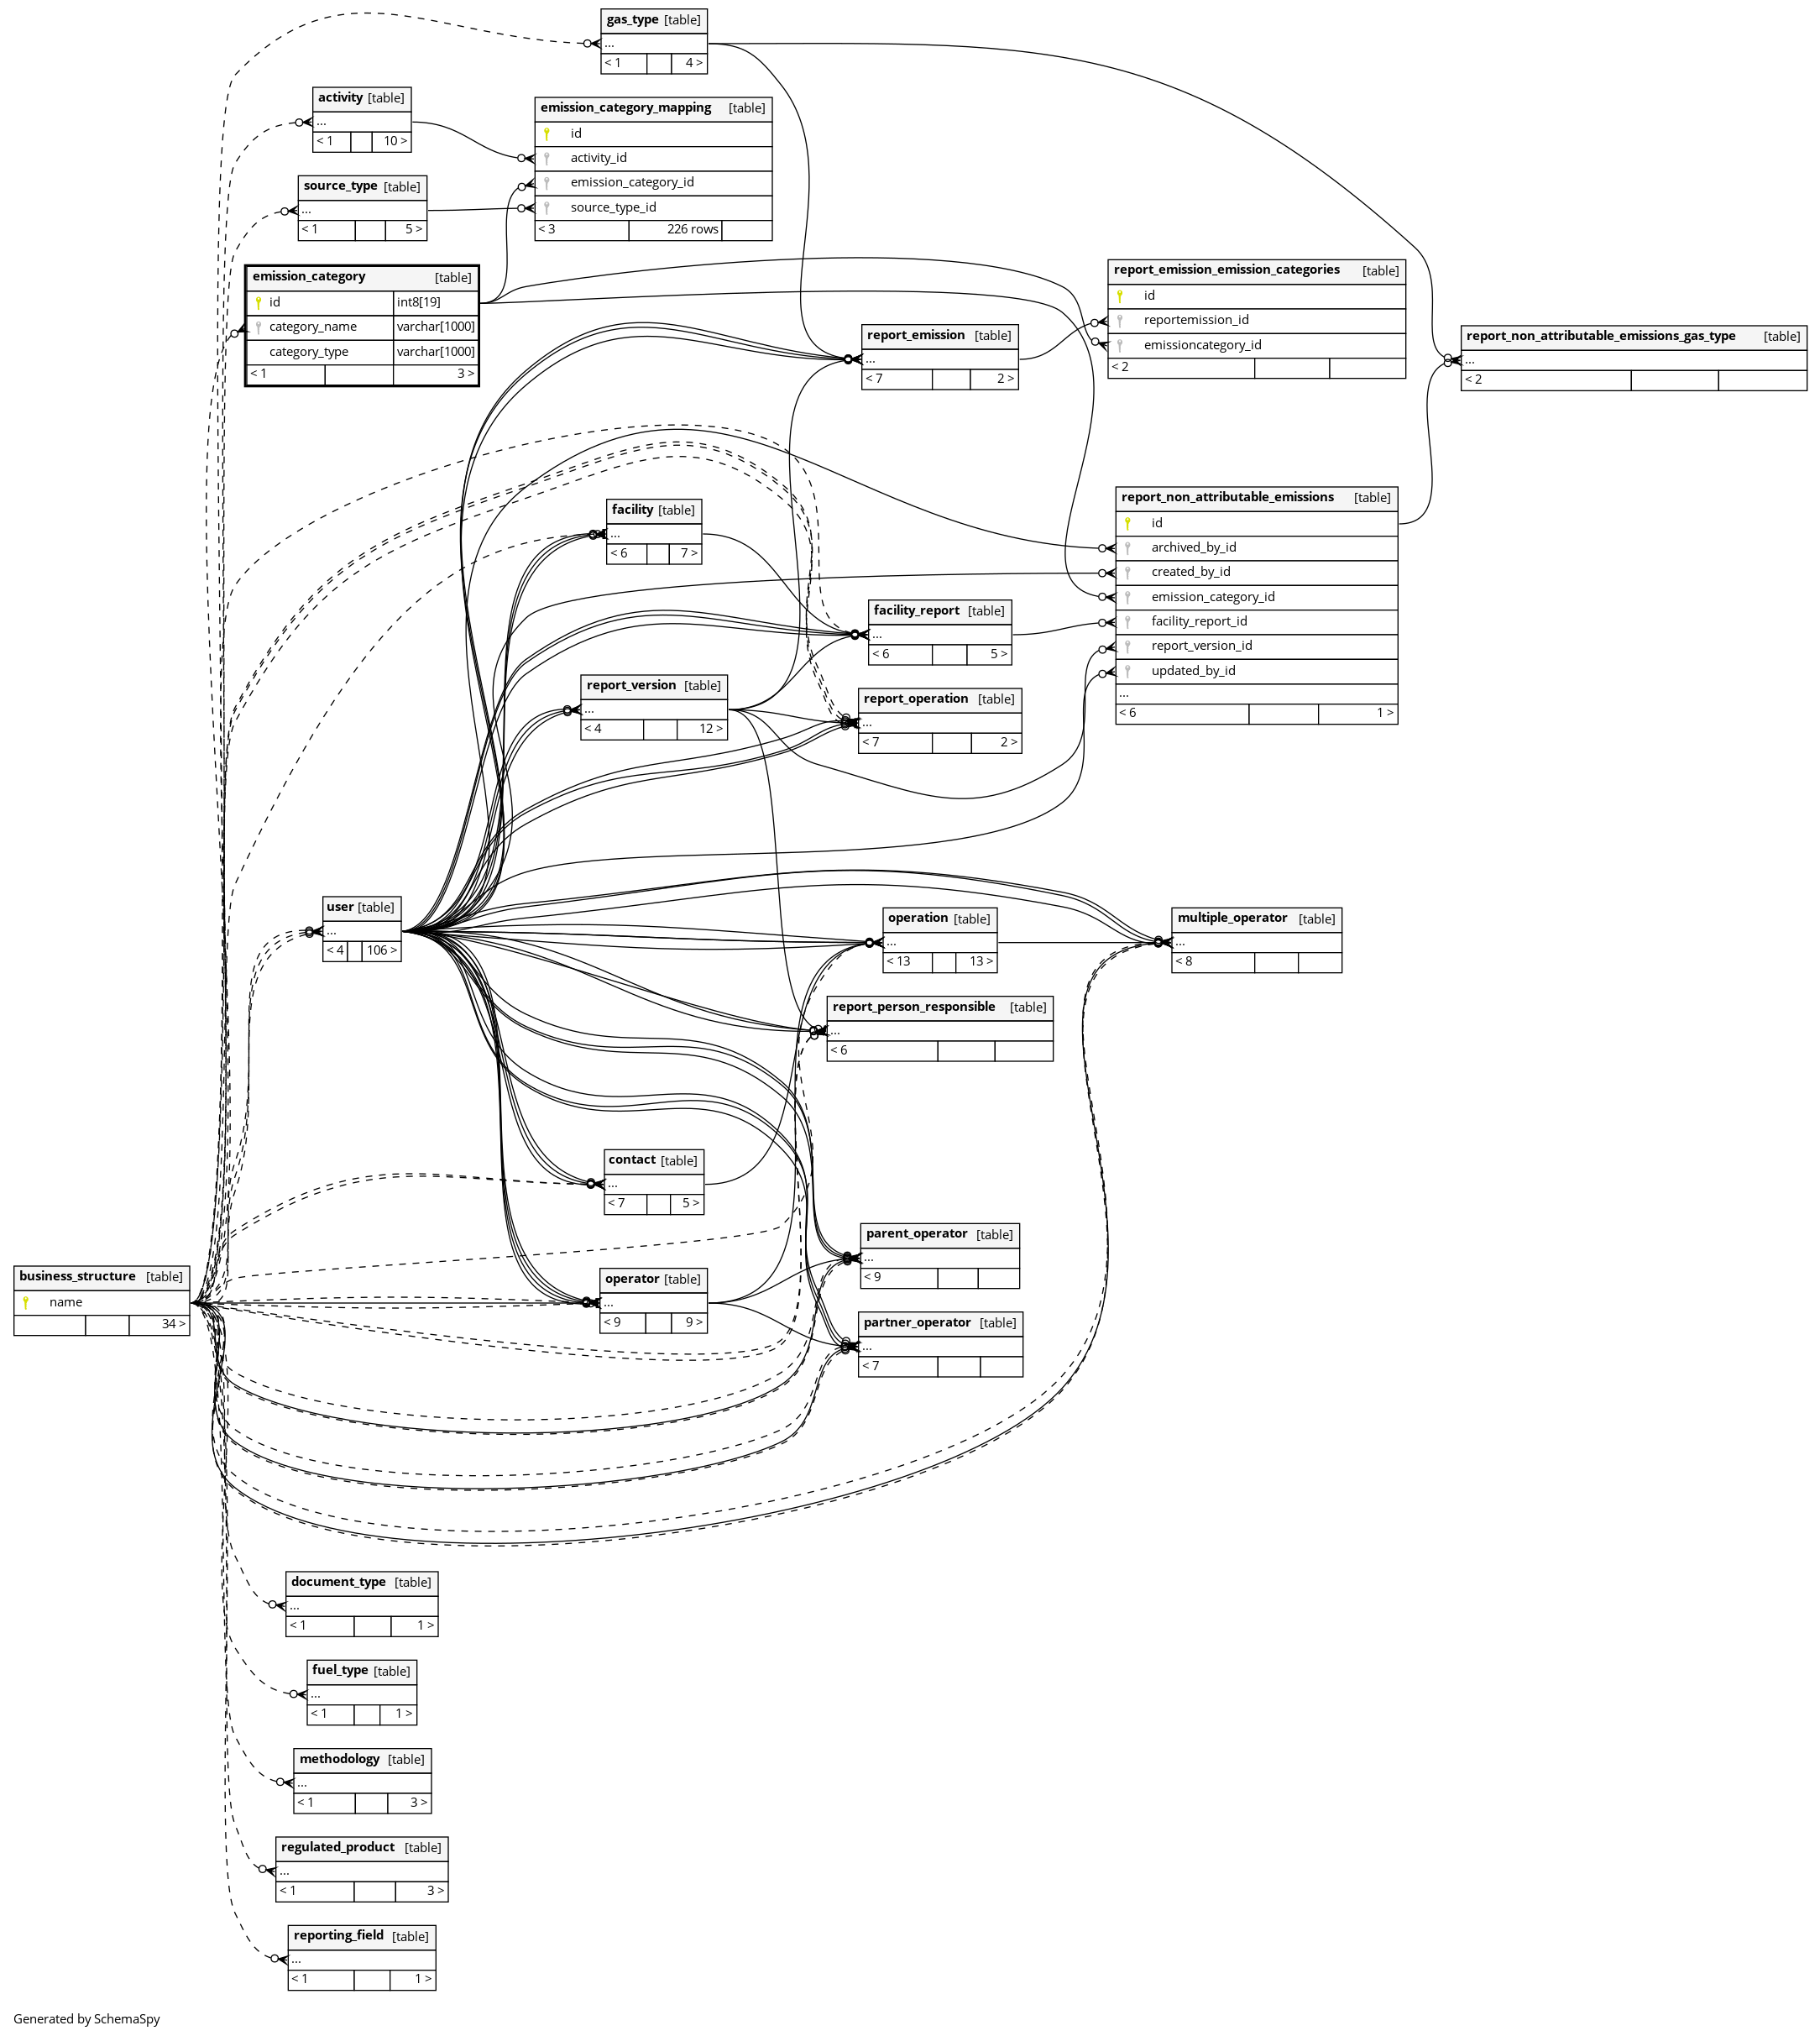 gas_type [table]
...
< 1 4 >
activity [table]
...
< 1 10 >
emission_category_mapping [table]
id
activity_id
emission_category_id
source_type_id
< 3 226 rows
source_type [table]
...
< 1 5 >
emission_category [table]
id int8[19]
category_name varchar[1000]
category_type varchar[1000]
< 1 3 >
report_emission_emission_categories [table]
id
reportemission_id
emissioncategory_id
< 2
report_emission [table]
...
< 7 2 >
report_non_attributable_emissions_gas_type [table]
...
< 2
report_non_attributable_emissions [table]
id
archived_by_id
created_by_id
emission_category_id
facility_report_id
report_version_id
updated_by_id
...
< 6 1 >
facility [table]
...
< 6 7 >
facility_report [table]
...
< 6 5 >
report_version [table]
...
< 4 12 >
report_operation [table]
...
< 7 2 >
user [table]
...
< 4 106 >
operation [table]
...
< 13 13 >
multiple_operator [table]
...
< 8
report_person_responsible [table]
...
< 6
contact [table]
...
< 7 5 >
parent_operator [table]
...
< 9
business_structure [table]
name
34 >
operator [table]
...
< 9 9 >
partner_operator [table]
...
< 7
document_type [table]
...
< 1 1 >
fuel_type [table]
...
< 1 1 >
methodology [table]
...
< 1 3 >
regulated_product [table]
...
< 1 3 >
reporting_field [table]
...
< 1 1 >
Generated by SchemaSpy